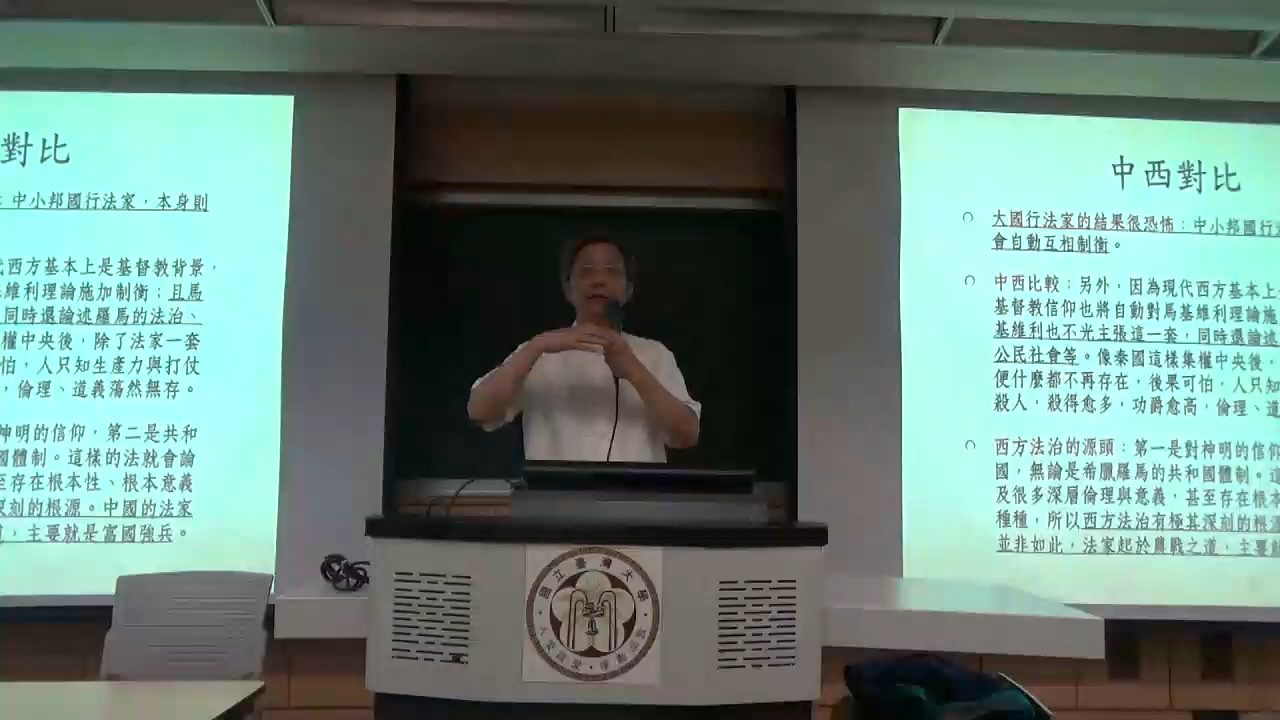 對比
中小邦國行法家，本身則
代西方基本上是基督教背景，
基維利理論施加制衡；且馬
同時還論述羅馬的法治、
權中央後，除了法家一套
怕，人只知生產力與打仗
，倫理、道義蕩然無存。
神明的信仰，第二是共和
國體制。這樣的法就會論
至存在根本性、根本意義
深刻的根源。中國的法家
，主要就是富國強兵。
國立臺灣大學
中西對比
大國行法家的結果很恐怖：中小邦國行法
會自動互相制衡。
中西比較：另外，因為現代西方基本上
基督教信仰也將自動對馬基維利理論施
基維利也不光主張這一套，同時還論述
公民社會等。像秦國這樣集權中央後，
便什麼都不再存在，後果可怕，人只知
殺人，殺得愈多，功爵愈高，倫理、道
西方法治的源頭：第一是對神明的信仰
國，無論是希臘羅馬的共和國體制。這
及很多深層倫理與意義，甚至存在根本
種種，所以西方法治有極其深刻的根源
並非如此，法家起於農戰之道，主要就